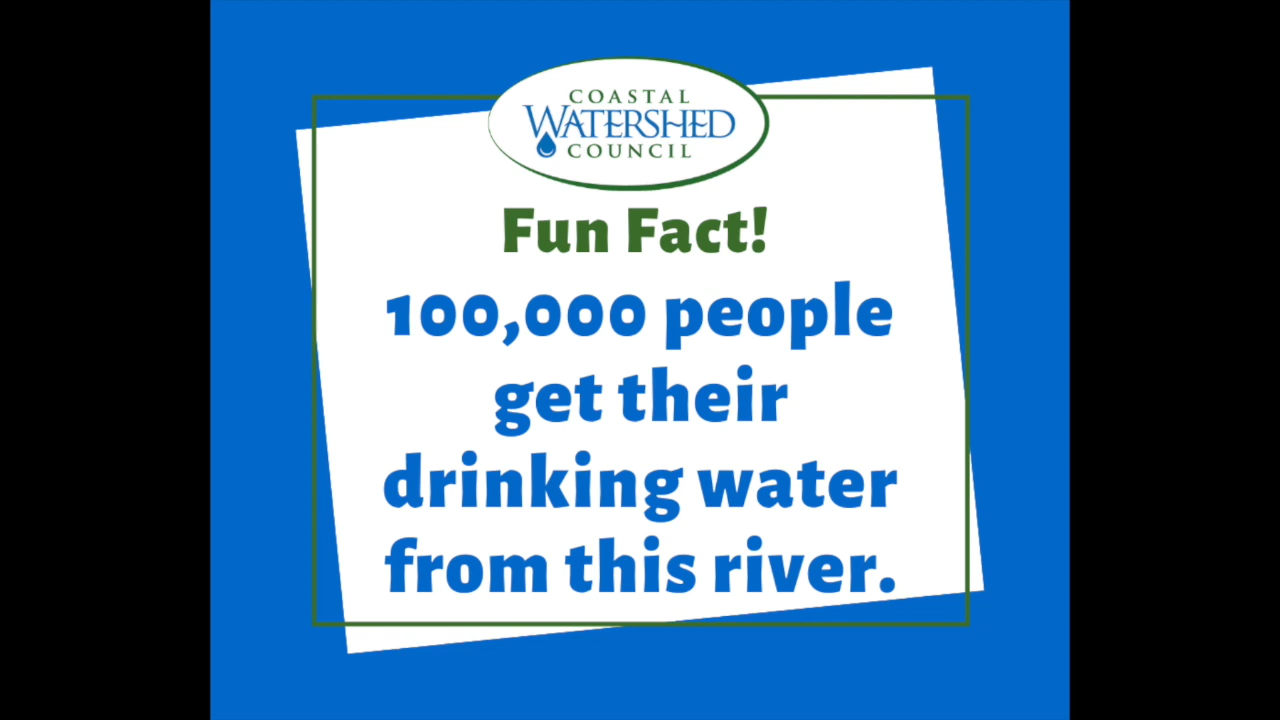 COASTAL
WATERSHED
COUNCIL
Fun Fact!
100,000 people
get their
drinking water
from this river.